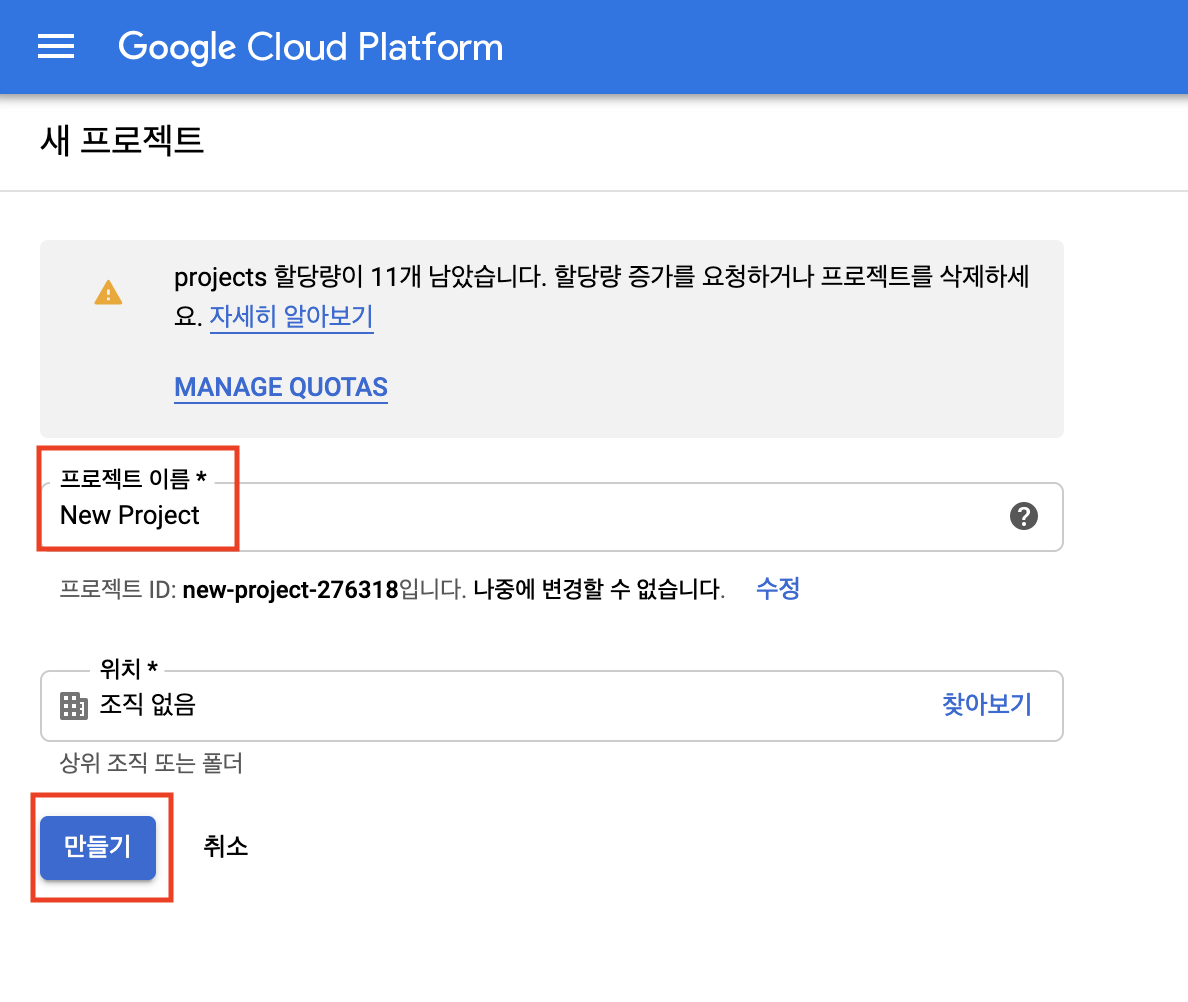 Google Cloud Platform
새 프로젝트
projects 할당량이 11개 남았습니다. 할당량 증가를 요청하거나 프로젝트를 삭제하세
요. 자세히 알아보기
MANAGE QUOTAS
프로젝트 이름 *
New Project
프로젝트 ID: new-project-276318입니다. 나중에 변경할 수 없습니다. 수정
위치 *
조직 없음 찾아보기
상위 조직 또는 폴더
만들기 취소